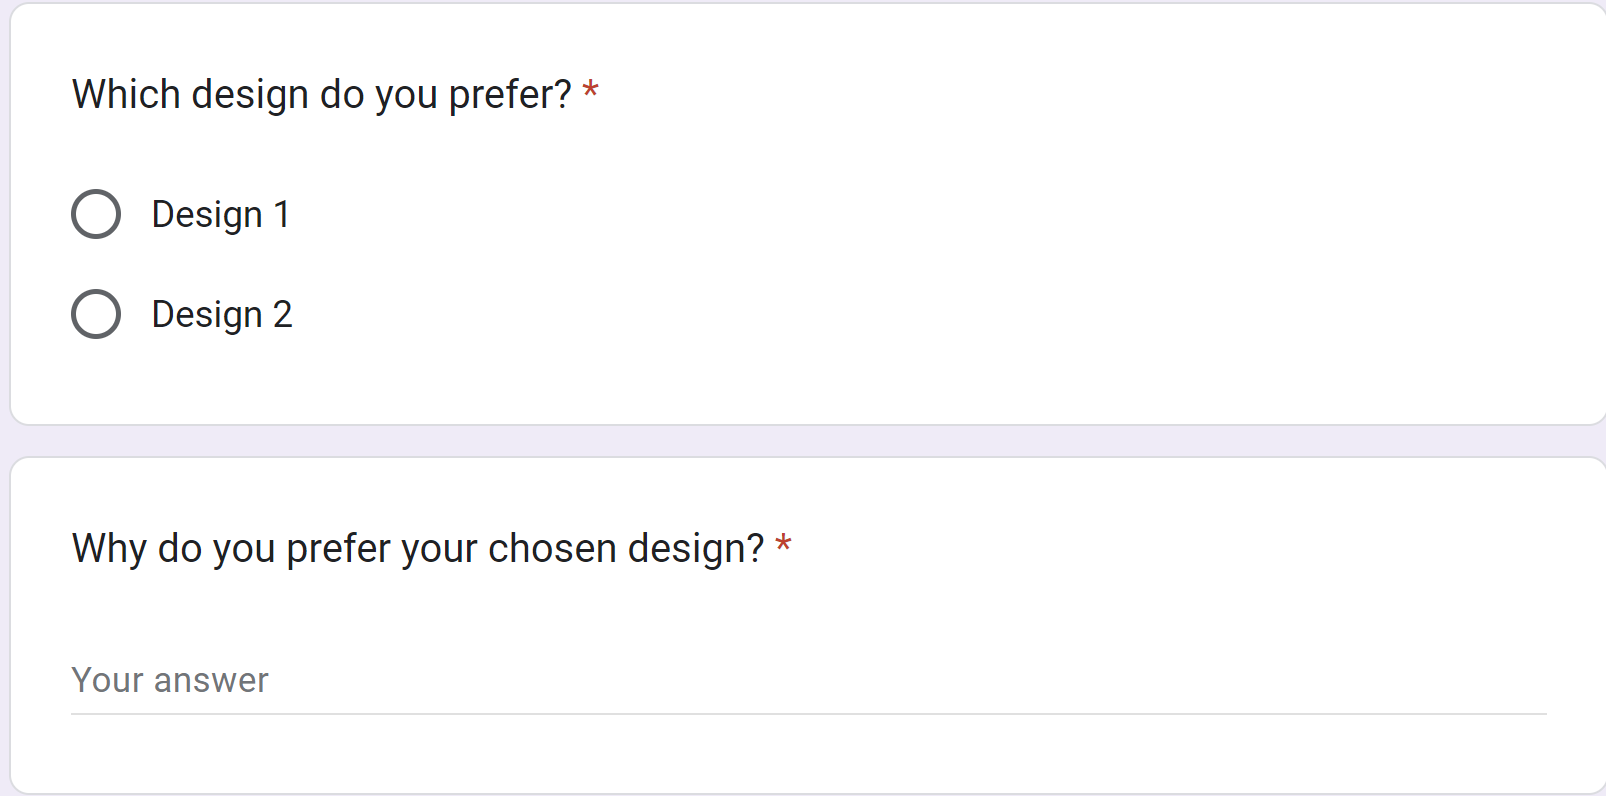 Which design do you prefer? *
Design 1
Design 2
Why do you prefer your chosen design? *
Your answer